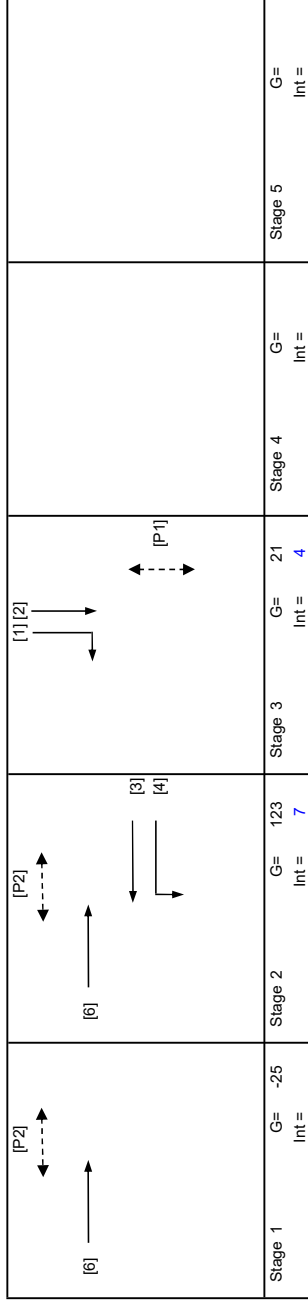 [P2]
[6]
Stage 1 G= -25
Int =
[P2]
[6]
[3]
[4]
Stage 2 G= 123
Int = 7
[1] [2]
[P1]
Stage 3 G= 21
Int = 4
Stage 4 G=
Int =
Stage 5 G=
Int =